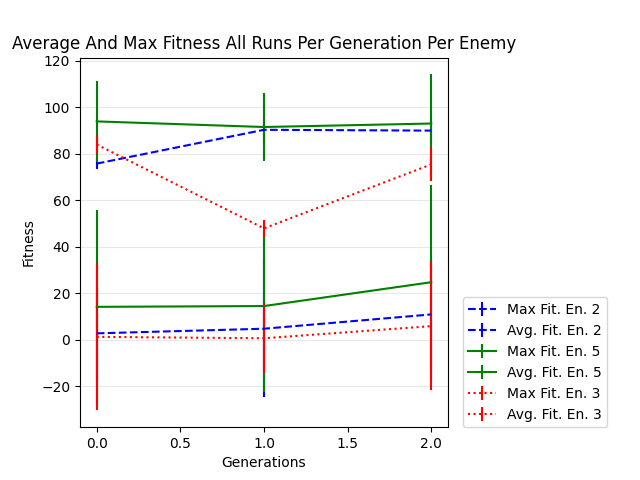 Average And Max Fitness All Runs Per Generation Per Enemy
120
100
80
60
40
20
0
−20
Fitness
0.0 0.5 1.0 1.5 2.0
Generations
Max Fit. En. 2
Avg. Fit. En. 2
Max Fit. En. 5
Avg. Fit. En. 5
Max Fit. En. 3
Avg. Fit. En. 3